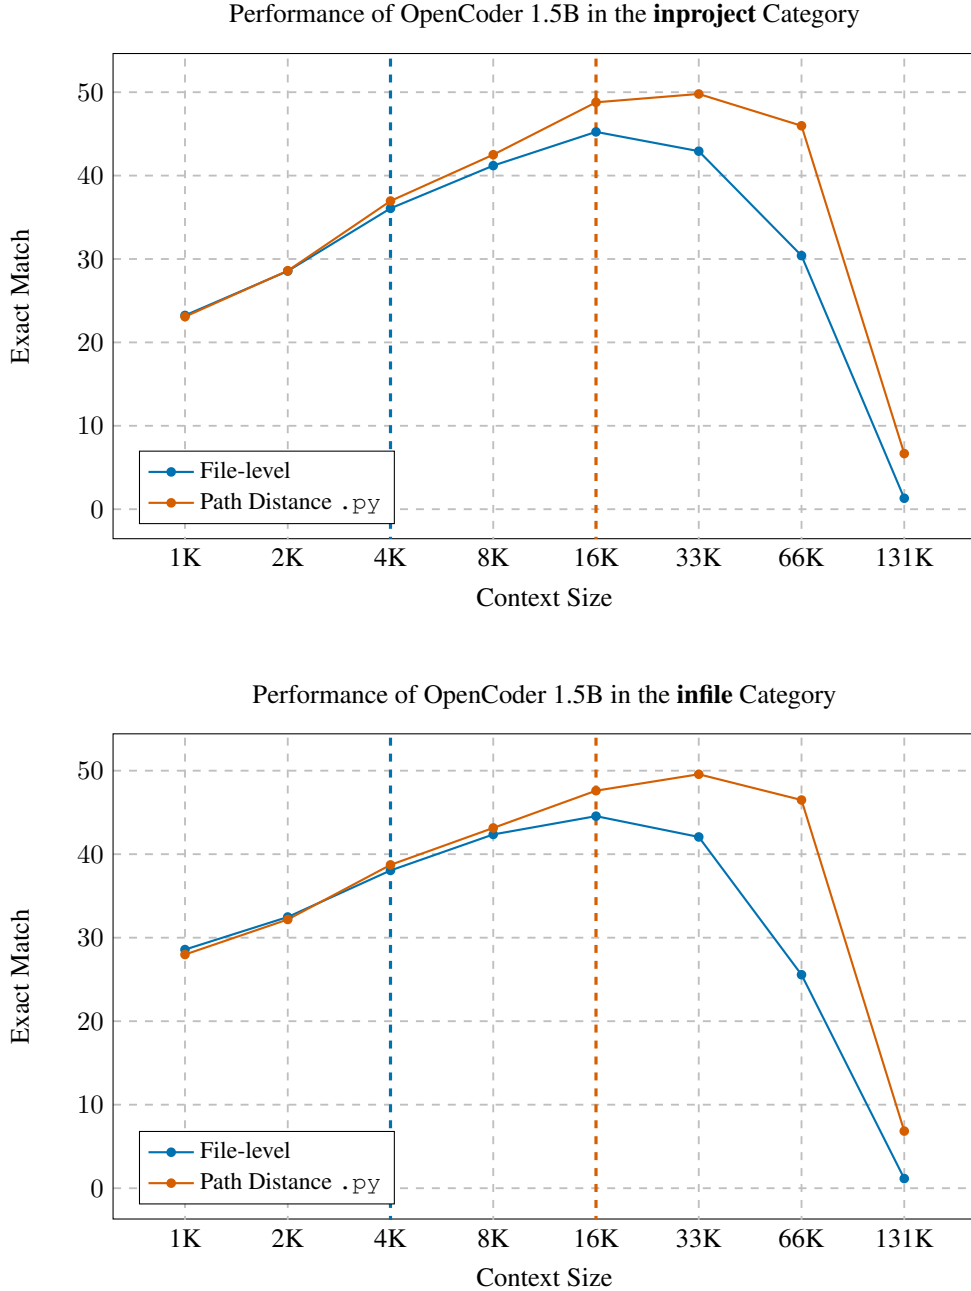 Performance of OpenCoder 1.5B in the inproject Category
50
40
30
20
10
0
Exact Match
File-level
Path Distance .py
1K 2K 4K 8K 16K 33K 66K 131K
Context Size
Performance of OpenCoder 1.5B in the infile Category
50
40
30
20
10
0
Exact Match
File-level
Path Distance .py
1K 2K 4K 8K 16K 33K 66K 131K
Context Size